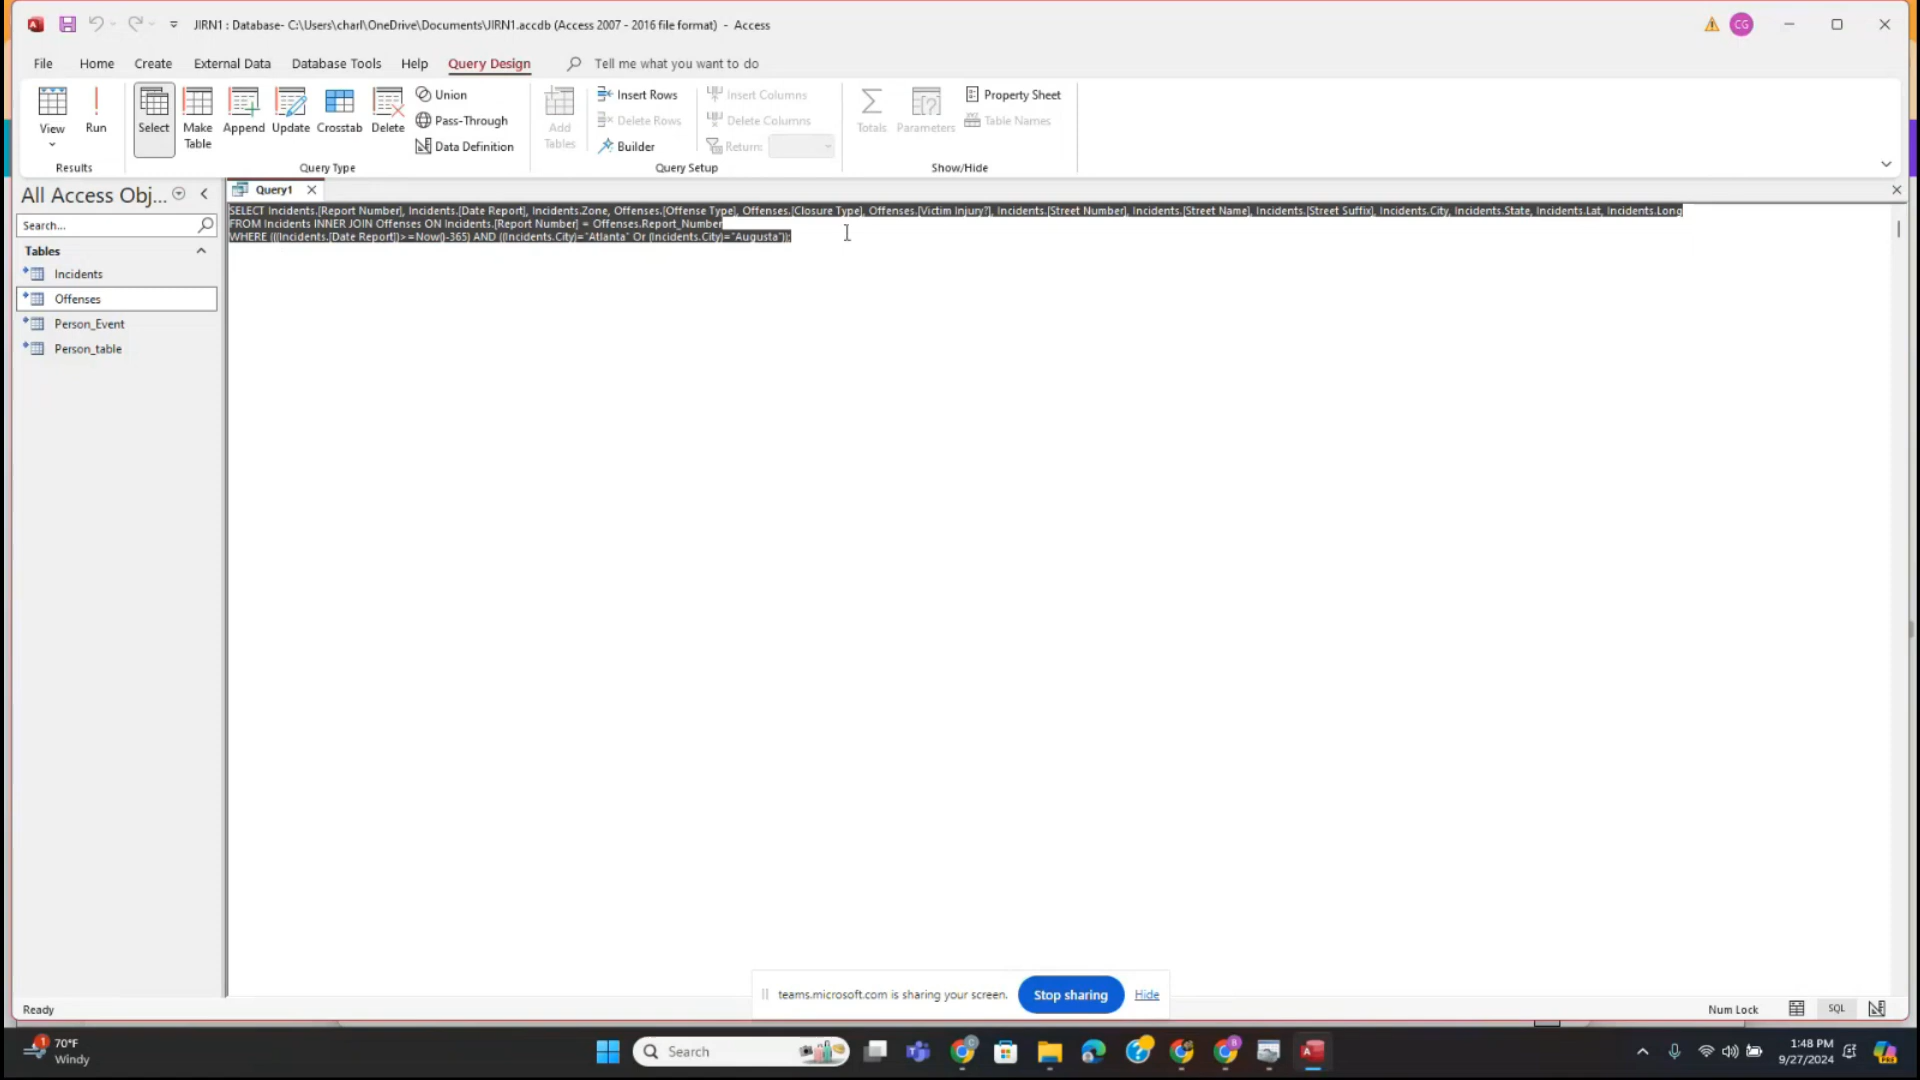 JIRN1 : Database- C:\Users\charl\OneDrive\Documents\JIRN1.accdb (Access 2007 - 2016 file format) - Access
CG
File Home Create External Data Database Tools Help Query Design Tell me what you want to do
View
Run
Results
Select
Make Table
Append
Update
Crosstab
Delete
Union
Pass-Through
Data Definition
Query Type
Add Tables
Insert Rows
Delete Rows
Builder
Insert Columns
Delete Columns
Return:
Query Setup
Totals
Parameters
Property Sheet
Table Names
Show/Hide
All Access Obj...
Search...
Tables
Incidents
Offenses
Person_Event
Person_table
Query1
SELECT Incidents.[Report Number], Incidents.[Date Report], Incidents.Zone, Offenses.[Offense Type], Offenses.[Closure Type], Offenses.[Victim Injury?], Incidents.[Street Number], Incidents.[Street Name], Incidents.[Street Suffix], Incidents.City, Incidents.State, Incidents.Lat, Incidents.Long
FROM Incidents INNER JOIN Offenses ON Incidents.[Report Number] = Offenses.Report_Number
WHERE (((Incidents.[Date Report])>=Now()-365) AND ((Incidents.City)="Atlanta" Or (Incidents.City)="Augusta"));
teams.microsoft.com is sharing your screen.
Stop sharing
Hide
Ready
Num Lock
SQL
1
70°F
Windy
Search
1:48 PM
9/27/2024